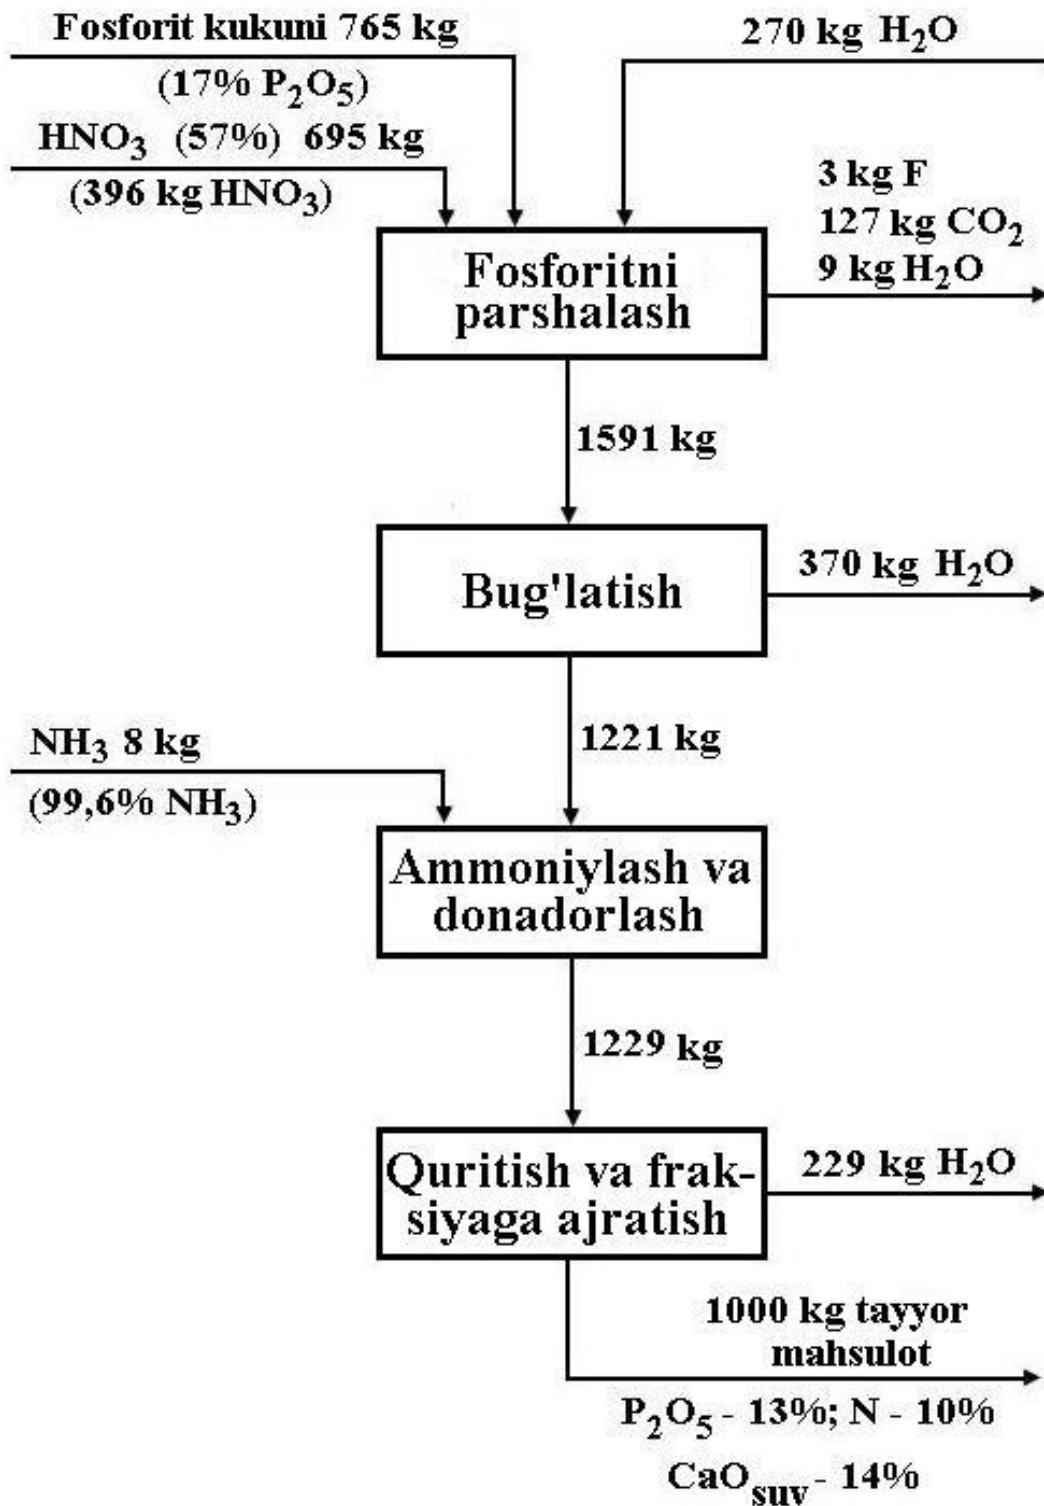 Fosforit kukuni 765 kg
(17% P₂O₅)
HNO₃ (57%) 695 kg
(396 kg HNO₃)
270 kg H₂O
3 kg F
127 kg CO₂
9 kg H₂O
Fosforitni
parshalash
1591 kg
Bug'latish
370 kg H₂O
1221 kg
NH₃ 8 kg
(99,6% NH₃)
Ammoniylash va
donadorlash
1229 kg
Quritish va frak-
siyaga ajratish
229 kg H₂O
1000 kg tayyor
mahsulot
P₂O₅ - 13%; N - 10%
CaOsuv - 14%